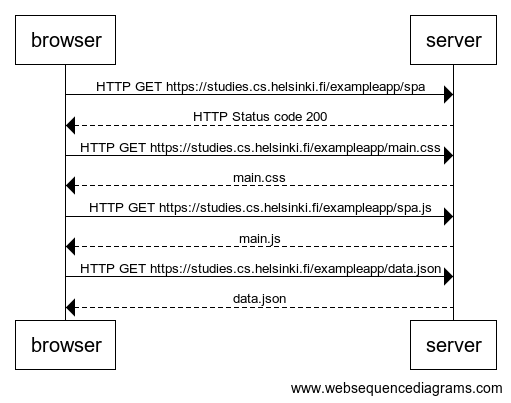 browser server
HTTP GET https://studies.cs.helsinki.fi/exampleapp/spa
HTTP Status code 200
HTTP GET https://studies.cs.helsinki.fi/exampleapp/main.css
main.css
HTTP GET https://studies.cs.helsinki.fi/exampleapp/spa.js
main.js
HTTP GET https://studies.cs.helsinki.fi/exampleapp/data.json
data.json
browser server
www.websequencediagrams.com